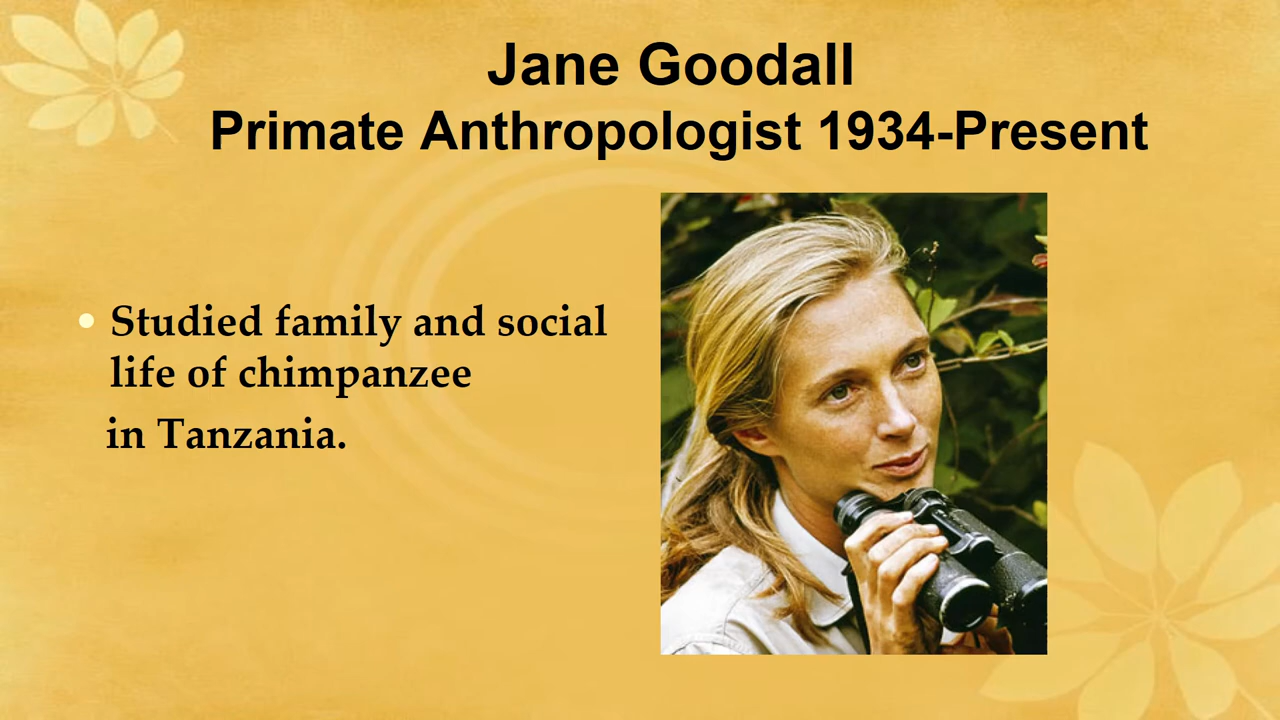 Jane Goodall
Primate Anthropologist 1934-Present
• Studied family and social
life of chimpanzee
in Tanzania.